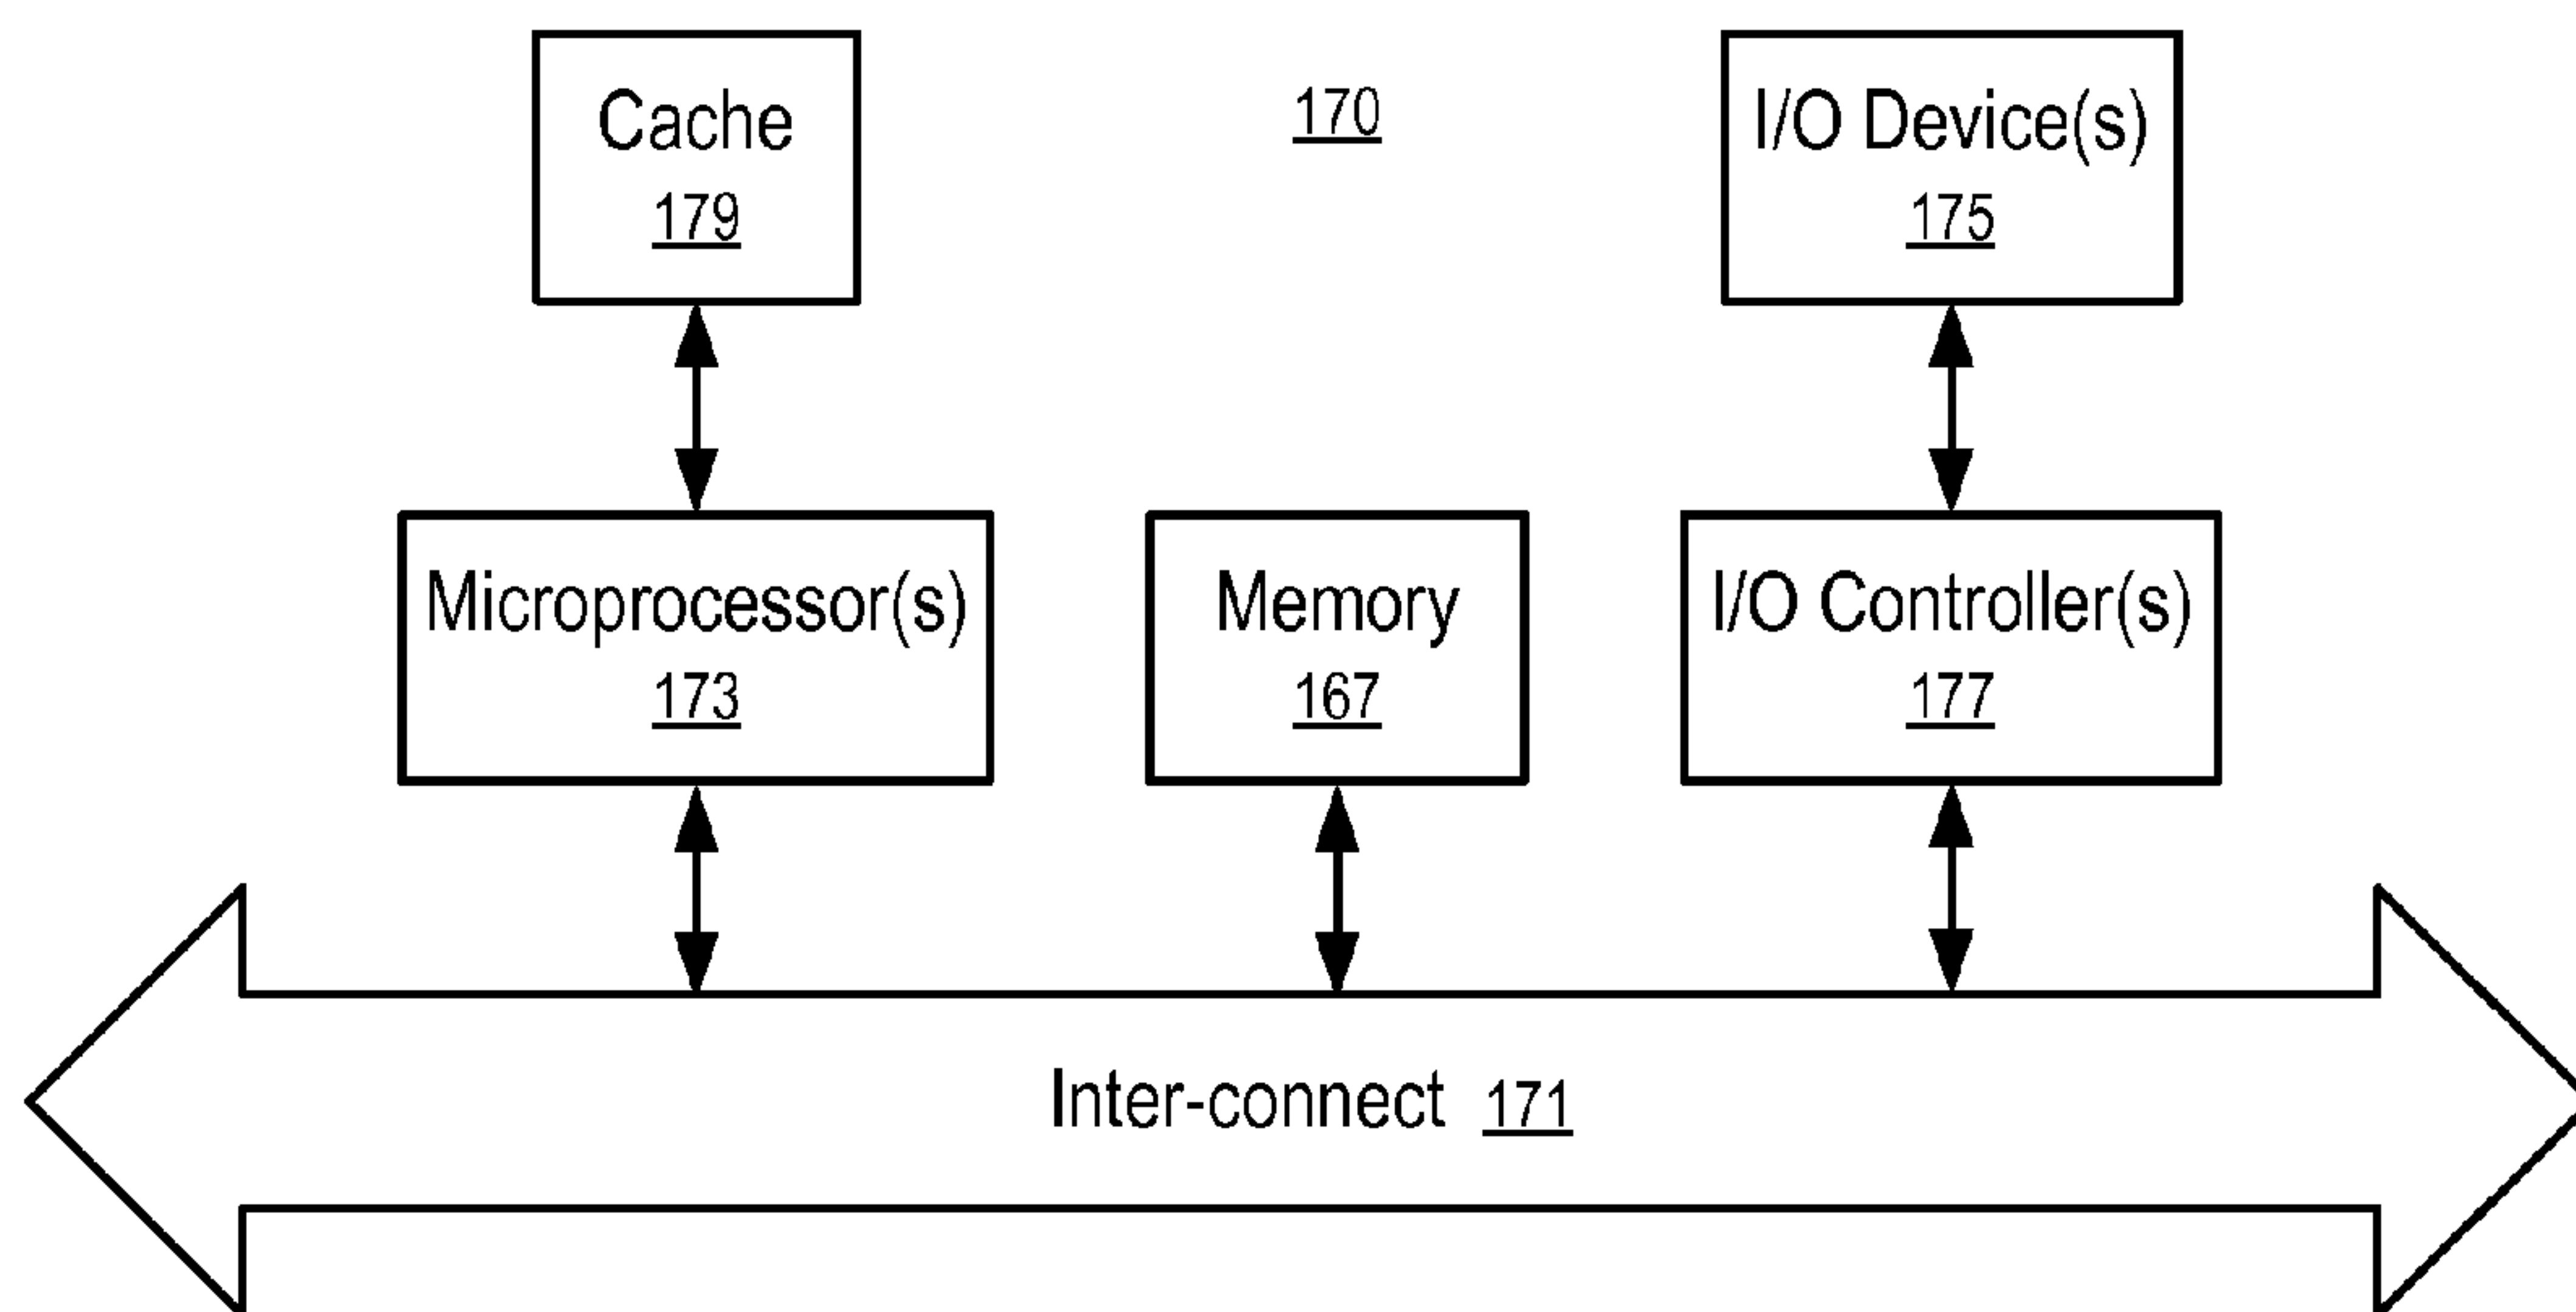 Cache
179
170
I/O Device(s)
175
Microprocessor(s)
173
Memory
167
I/O Controller(s)
177
Inter-connect 171